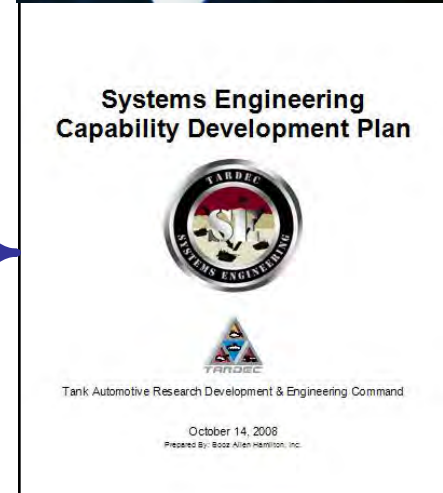 Systems Engineering
Capability Development Plan
TARDEC
SE
SYSTEMS ENGINEERING
TARDEC
Tank Automotive Research Development & Engineering Command
October 14, 2008
Prepared By: Booz Allen Hamilton, Inc.